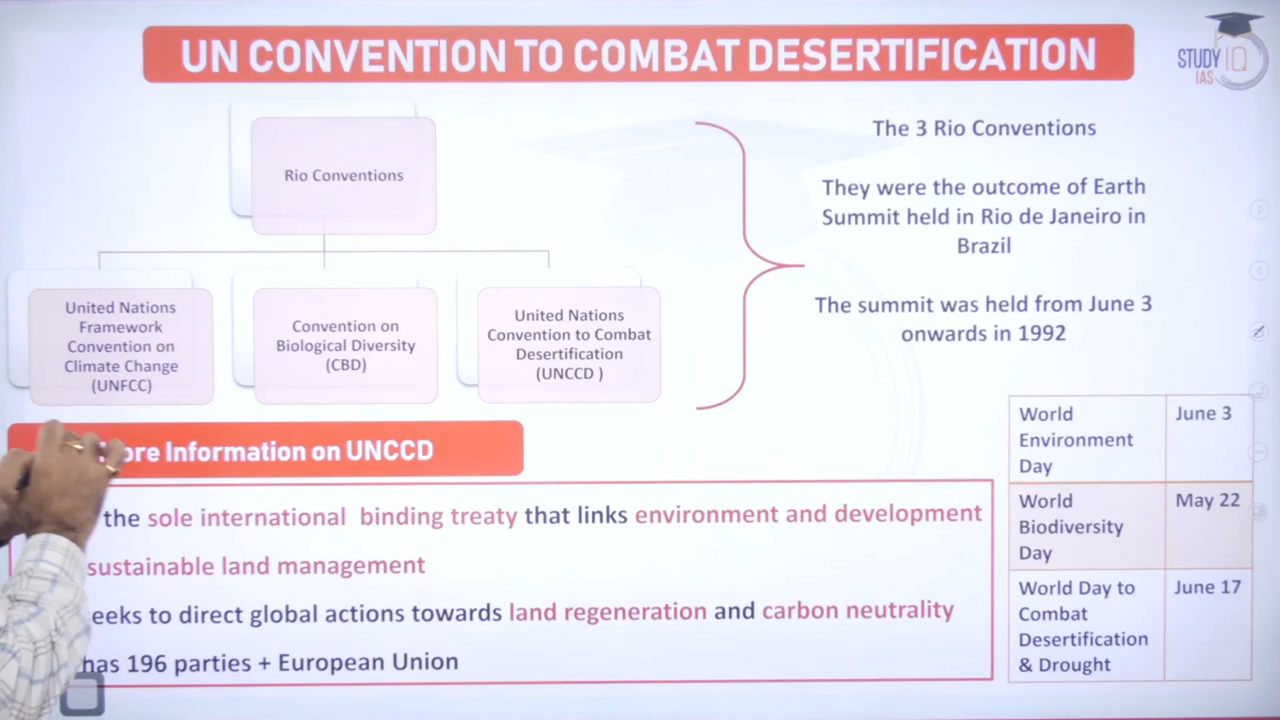 UN CONVENTION TO COMBAT DESERTIFICATION
STUDY IQ
IAS
Rio Conventions
United Nations
Framework
Convention on
Climate Change
(UNFCC)
Convention on
Biological Diversity
(CBD)
United Nations
Convention to Combat
Desertification
(UNCCD )
The 3 Rio Conventions
They were the outcome of Earth
Summit held in Rio de Janeiro in
Brazil
The summit was held from June 3
onwards in 1992
World
Environment
Day
June 3
World
Biodiversity
Day
May 22
World Day to
Combat
Desertification
& Drought
June 17
ore Information on UNCCD
the sole international binding treaty that links environment and development
sustainable land management
eeks to direct global actions towards land regeneration and carbon neutrality
has 196 parties + European Union